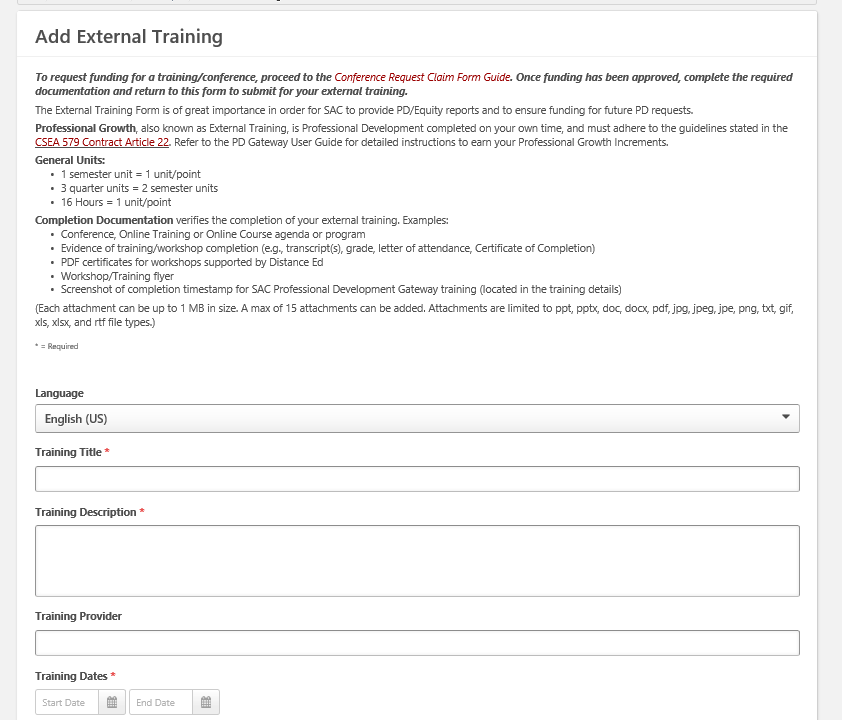 Add External Training
To request funding for a training/conference, proceed to the Conference Request Claim Form Guide. Once funding has been approved, complete the required
documentation and return to this form to submit for your external training.
The External Training Form is of great importance in order for SAC to provide PD/Equity reports and to ensure funding for future PD requests.
Professional Growth, also known as External Training, is Professional Development completed on your own time, and must adhere to the guidelines stated in the
CSEA 579 Contract Article 22. Refer to the PD Gateway User Guide for detailed instructions to earn your Professional Growth Increments.
General Units:
• 1 semester unit = 1 unit/point
• 3 quarter units = 2 semester units
• 16 Hours = 1 unit/point
Completion Documentation verifies the completion of your external training. Examples:
• Conference, Online Training or Online Course agenda or program
• Evidence of training/workshop completion (e.g., transcript(s), grade, letter of attendance, Certificate of Completion)
• PDF certificates for workshops supported by Distance Ed
• Workshop/Training flyer
• Screenshot of completion timestamp for SAC Professional Development Gateway training (located in the training details)
(Each attachment can be up to 1 MB in size. A max of 15 attachments can be added. Attachments are limited to ppt, pptx, doc, docx, pdf, jpg, jpeg, jpe, png, txt, gif,
xls, xlsx, and rtf file types.)
* = Required
Language
English (US)
Training Title *
Training Description *
Training Provider
Training Dates *
Start Date End Date